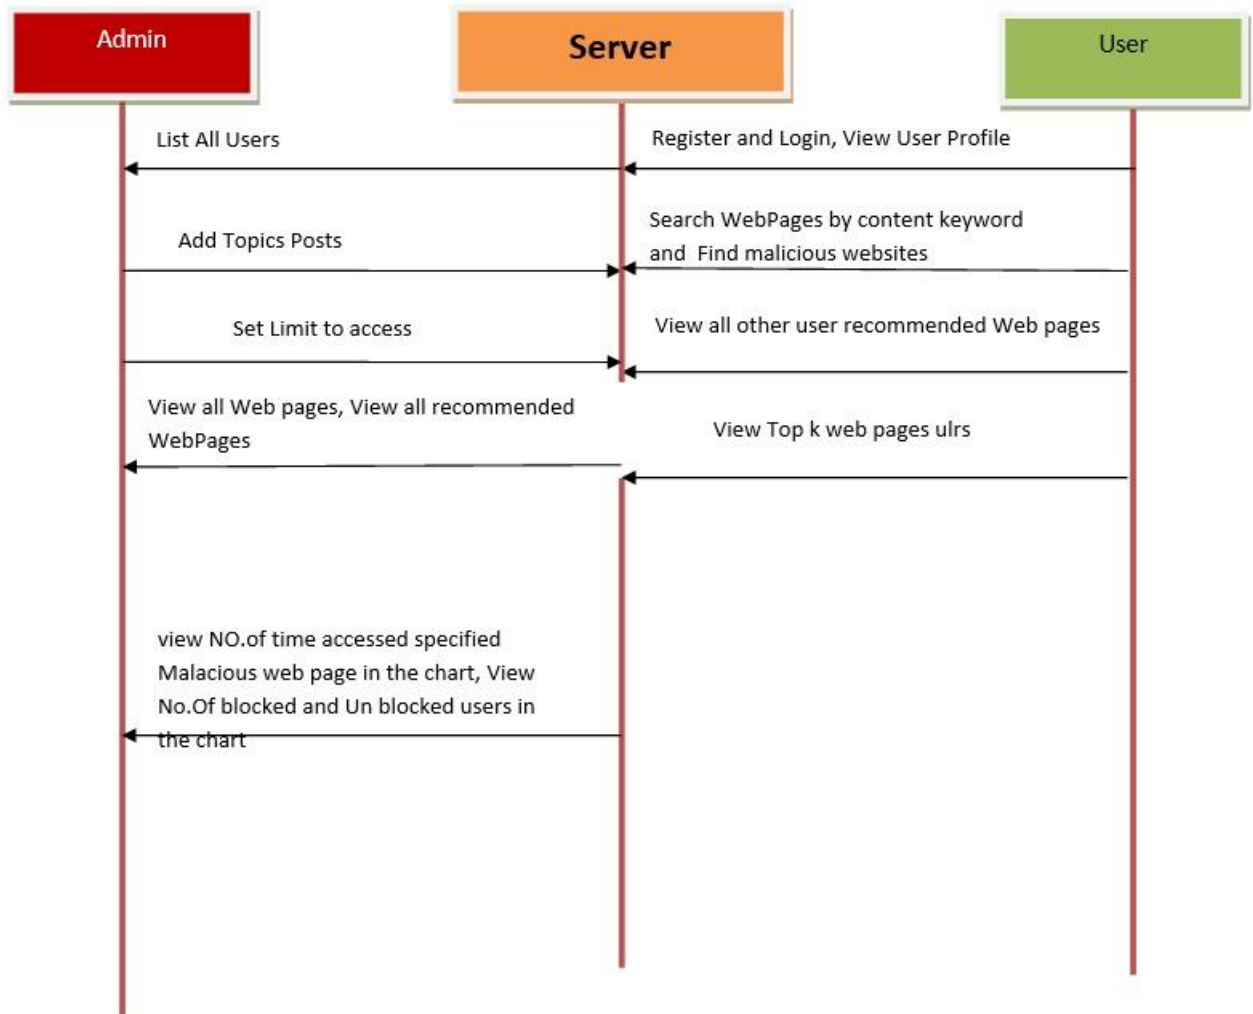 Admin
Server
User
List All Users
Register and Login, View User Profile
Add Topics Posts
Search WebPages by content keyword
and  Find malicious websites
Set Limit to access
View all other user recommended Web pages
View all Web pages, View all recommended
WebPages
View Top k web pages ulrs
view NO.of time accessed specified
Malacious web page in the chart, View
No.Of blocked and Un blocked users in
the chart